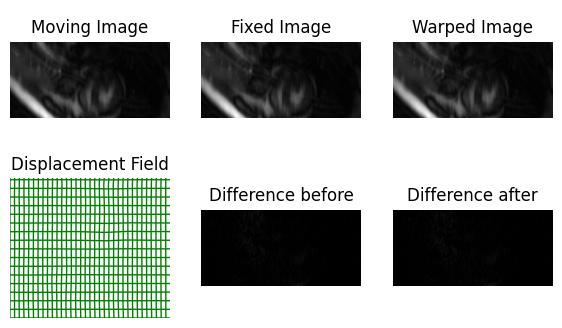 Moving Image
Fixed Image
Warped Image
Displacement Field
Difference before
Difference after